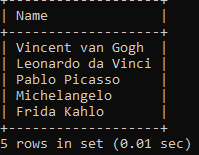 +-------------------+
| Name              |
+-------------------+
| Vincent van Gogh  |
| Leonardo da Vinci |
| Pablo Picasso     |
| Michelangelo      |
| Frida Kahlo       |
+-------------------+
5 rows in set (0.01 sec)